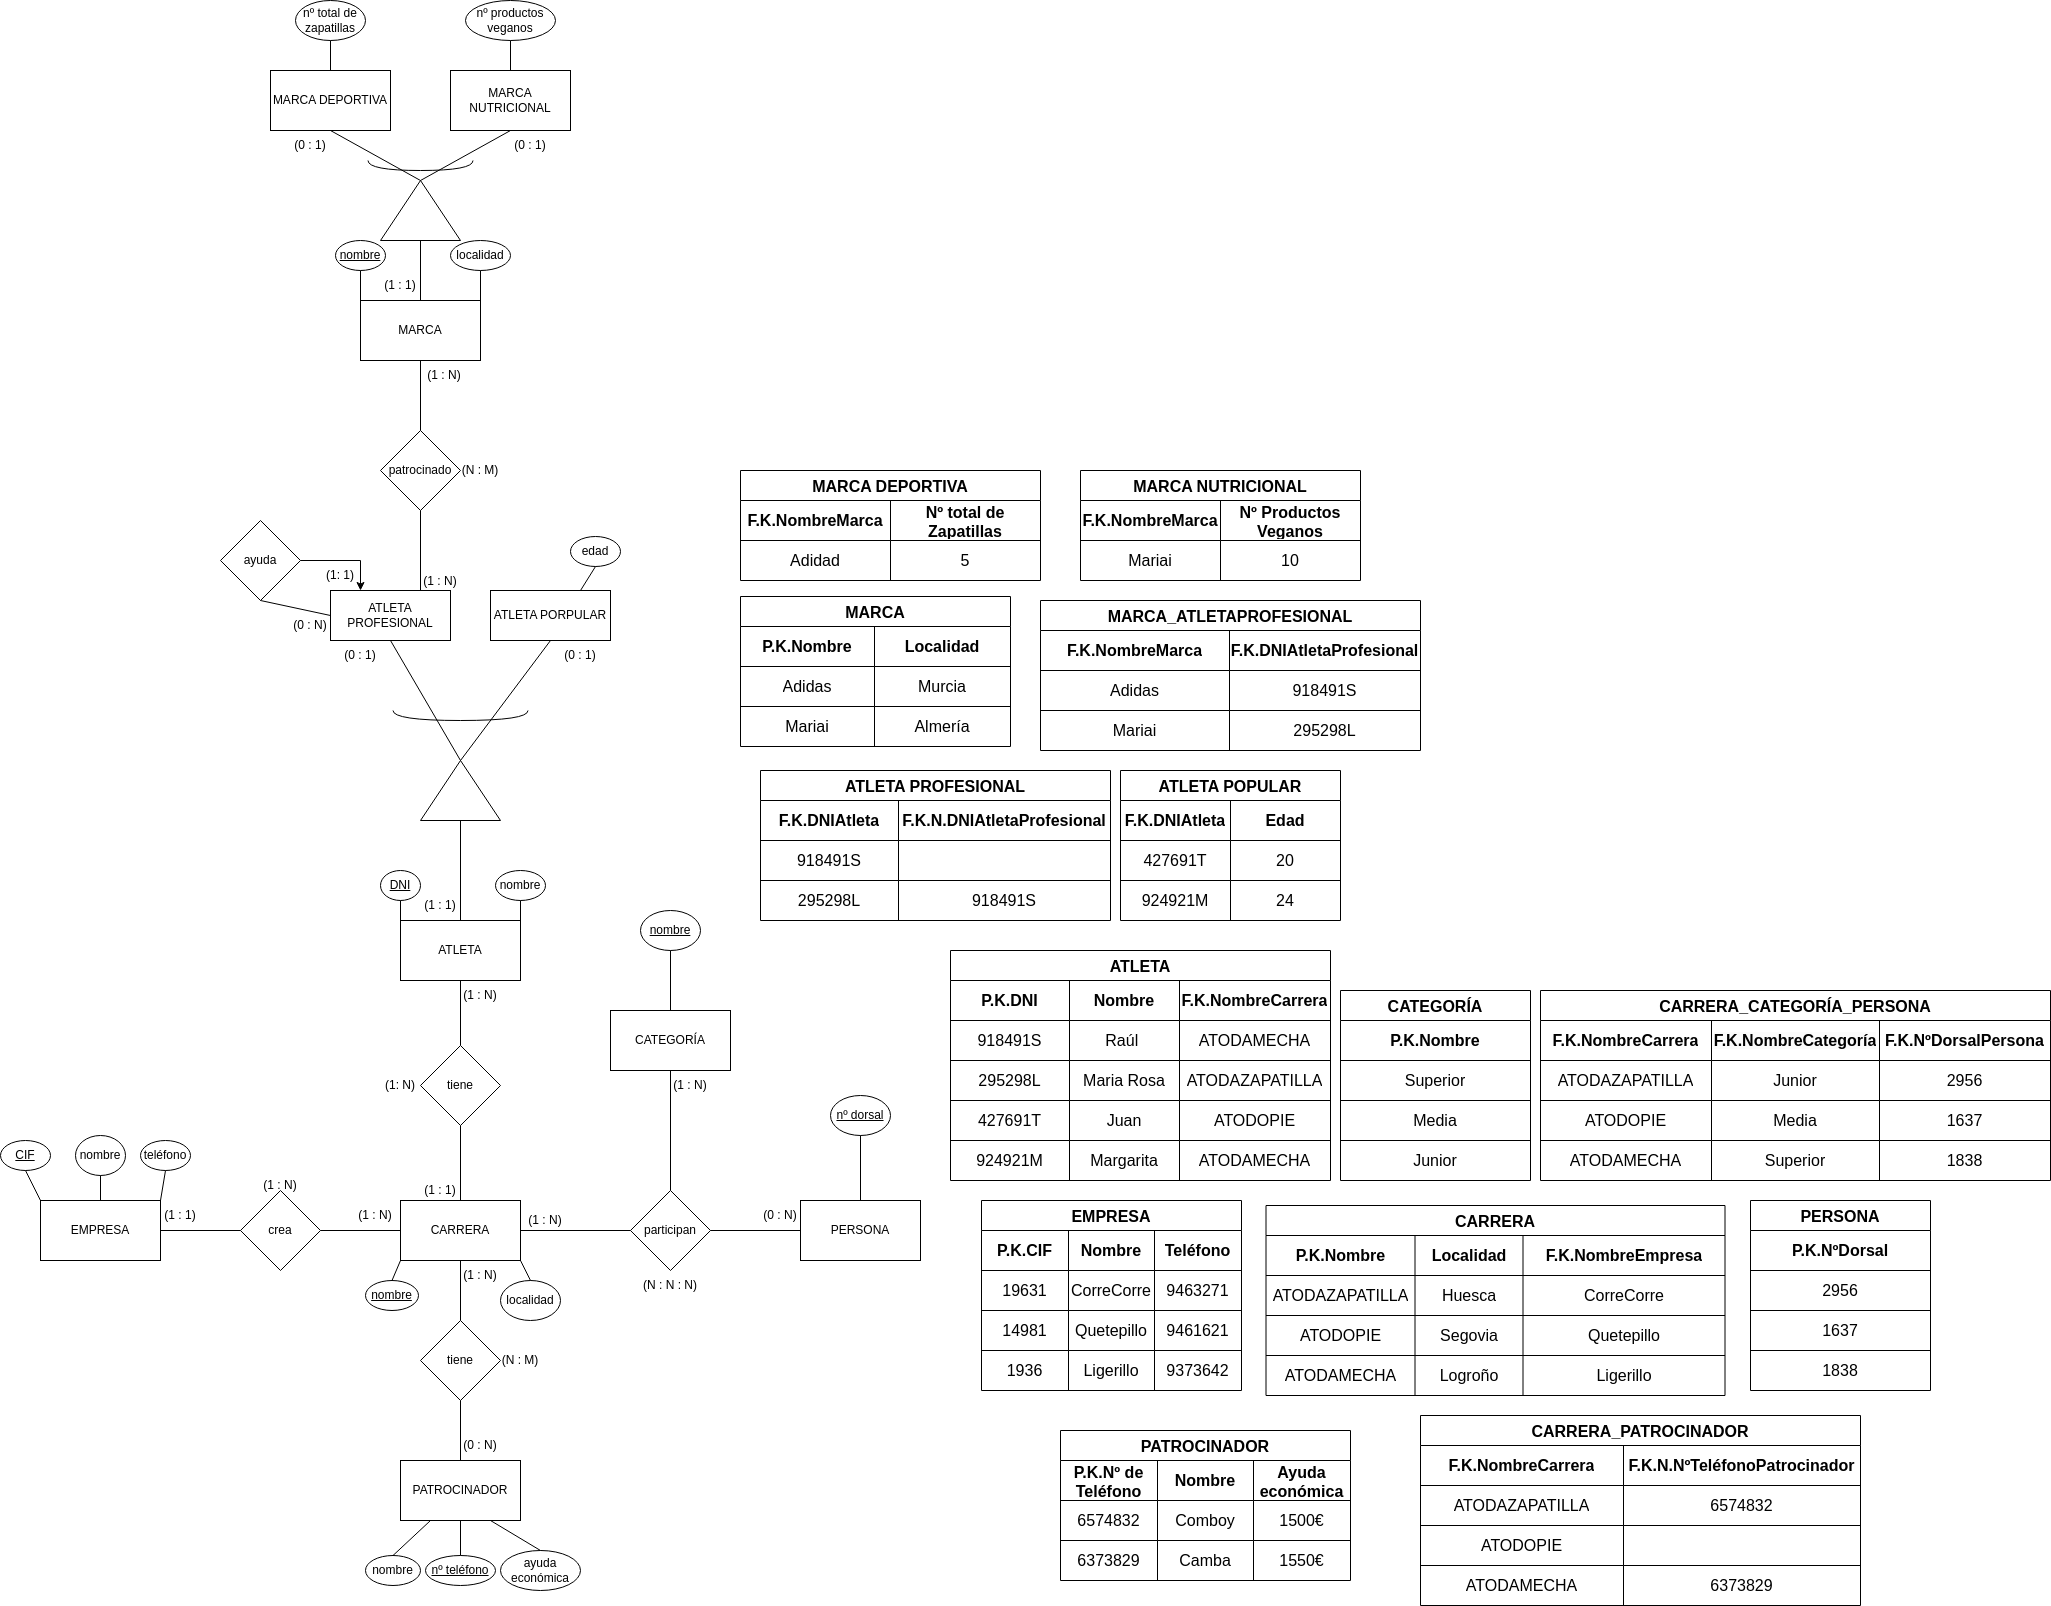 nº total de
zapatillas
nº productos
veganos
MARCA DEPORTIVA
MARCA
NUTRICIONAL
(0 : 1)
(0 : 1)
nombre
localidad
(1 : 1)
MARCA
(1 : N)
patrocinado
(N : M)
ayuda
(1: 1)
(1 : N)
edad
ATLETA
PROFESIONAL
ATLETA PORPULAR
(0 : N)
(0 : 1)
(0 : 1)
DNI
nombre
(1 : 1)
ATLETA
(1 : N)
nombre
CATEGORÍA
(1 : N)
(1: N)
tiene
nº dorsal
CIF
nombre
teléfono
(1 : N)
(1 : 1)
EMPRESA
(1 : 1)
crea
(1 : N)
CARRERA
(1 : N)
participan
(0 : N)
PERSONA
(N : N : N)
(1 : N)
nombre
localidad
tiene
(N : M)
(0 : N)
PATROCINADOR
nombre
nº teléfono
ayuda
económica
MARCA DEPORTIVA
F.K.NombreMarca
Nº total de
Zapatillas
Adidad
5
MARCA NUTRICIONAL
F.K.NombreMarca
Nº Productos
Veganos
Mariai
10
MARCA
P.K.Nombre
Localidad
Adidas
Murcia
Mariai
Almería
MARCA_ATLETAPROFESIONAL
F.K.NombreMarca
F.K.DNIAtletaProfesional
Adidas
918491S
Mariai
295298L
ATLETA PROFESIONAL
F.K.DNIAtleta
F.K.N.DNIAtletaProfesional
918491S
295298L
918491S
ATLETA POPULAR
F.K.DNIAtleta
Edad
427691T
20
924921M
24
ATLETA
P.K.DNI
Nombre
F.K.NombreCarrera
918491S
Raúl
ATODAMECHA
295298L
Maria Rosa
ATODAZAPATILLA
427691T
Juan
ATODOPIE
924921M
Margarita
ATODAMECHA
CATEGORÍA
P.K.Nombre
Superior
Media
Junior
CARRERA_CATEGORÍA_PERSONA
F.K.NombreCarrera
F.K.NombreCategoría
F.K.NºDorsalPersona
ATODAZAPATILLA
Junior
2956
ATODOPIE
Media
1637
ATODAMECHA
Superior
1838
EMPRESA
P.K.CIF
Nombre
Teléfono
19631
CorreCorre
9463271
14981
Quetepillo
9461621
1936
Ligerillo
9373642
CARRERA
P.K.Nombre
Localidad
F.K.NombreEmpresa
ATODAZAPATILLA
Huesca
CorreCorre
ATODOPIE
Segovia
Quetepillo
ATODAMECHA
Logroño
Ligerillo
PERSONA
P.K.NºDorsal
2956
1637
1838
PATROCINADOR
P.K.Nº de
Teléfono
Nombre
Ayuda
económica
6574832
Comboy
1500€
6373829
Camba
1550€
CARRERA_PATROCINADOR
F.K.NombreCarrera
F.K.N.NºTeléfonoPatrocinador
ATODAZAPATILLA
6574832
ATODOPIE
ATODAMECHA
6373829